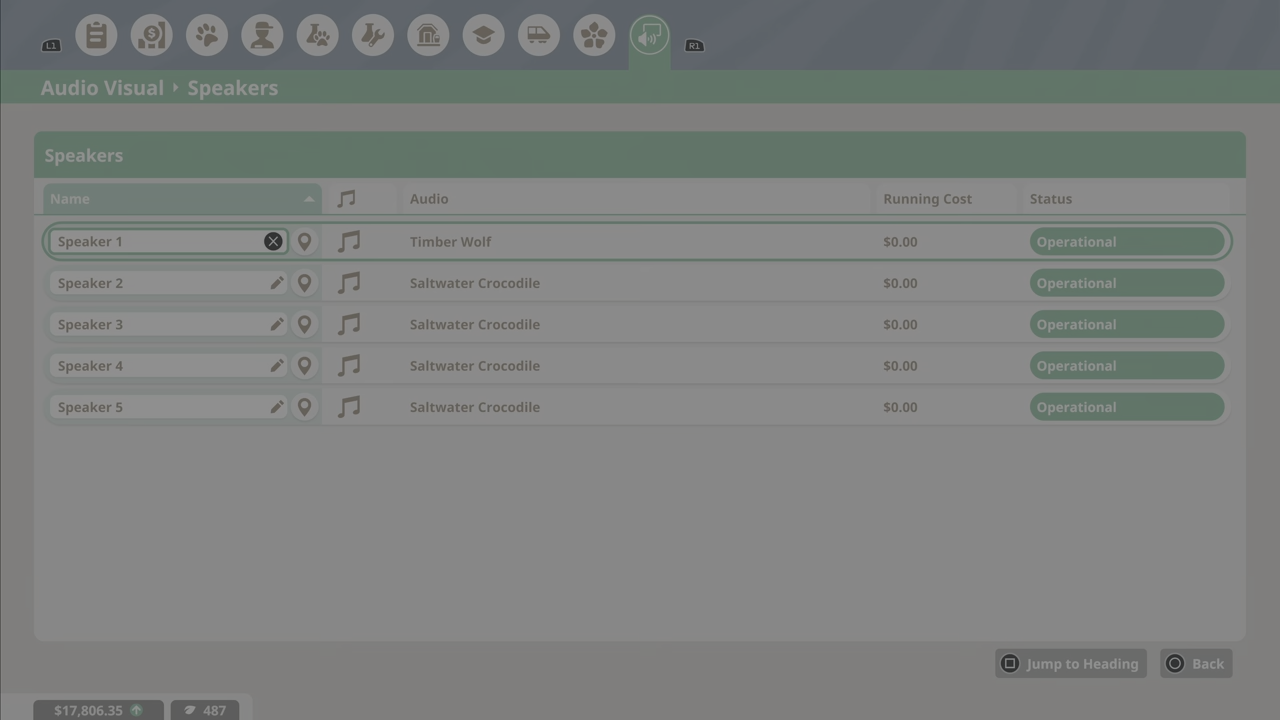 L1
R1
Audio Visual ‣ Speakers
Speakers
Name Audio Running Cost Status
Speaker 1 Timber Wolf $0.00 Operational
Speaker 2 Saltwater Crocodile $0.00 Operational
Speaker 3 Saltwater Crocodile $0.00 Operational
Speaker 4 Saltwater Crocodile $0.00 Operational
Speaker 5 Saltwater Crocodile $0.00 Operational
Jump to Heading Back
$17,806.35 487